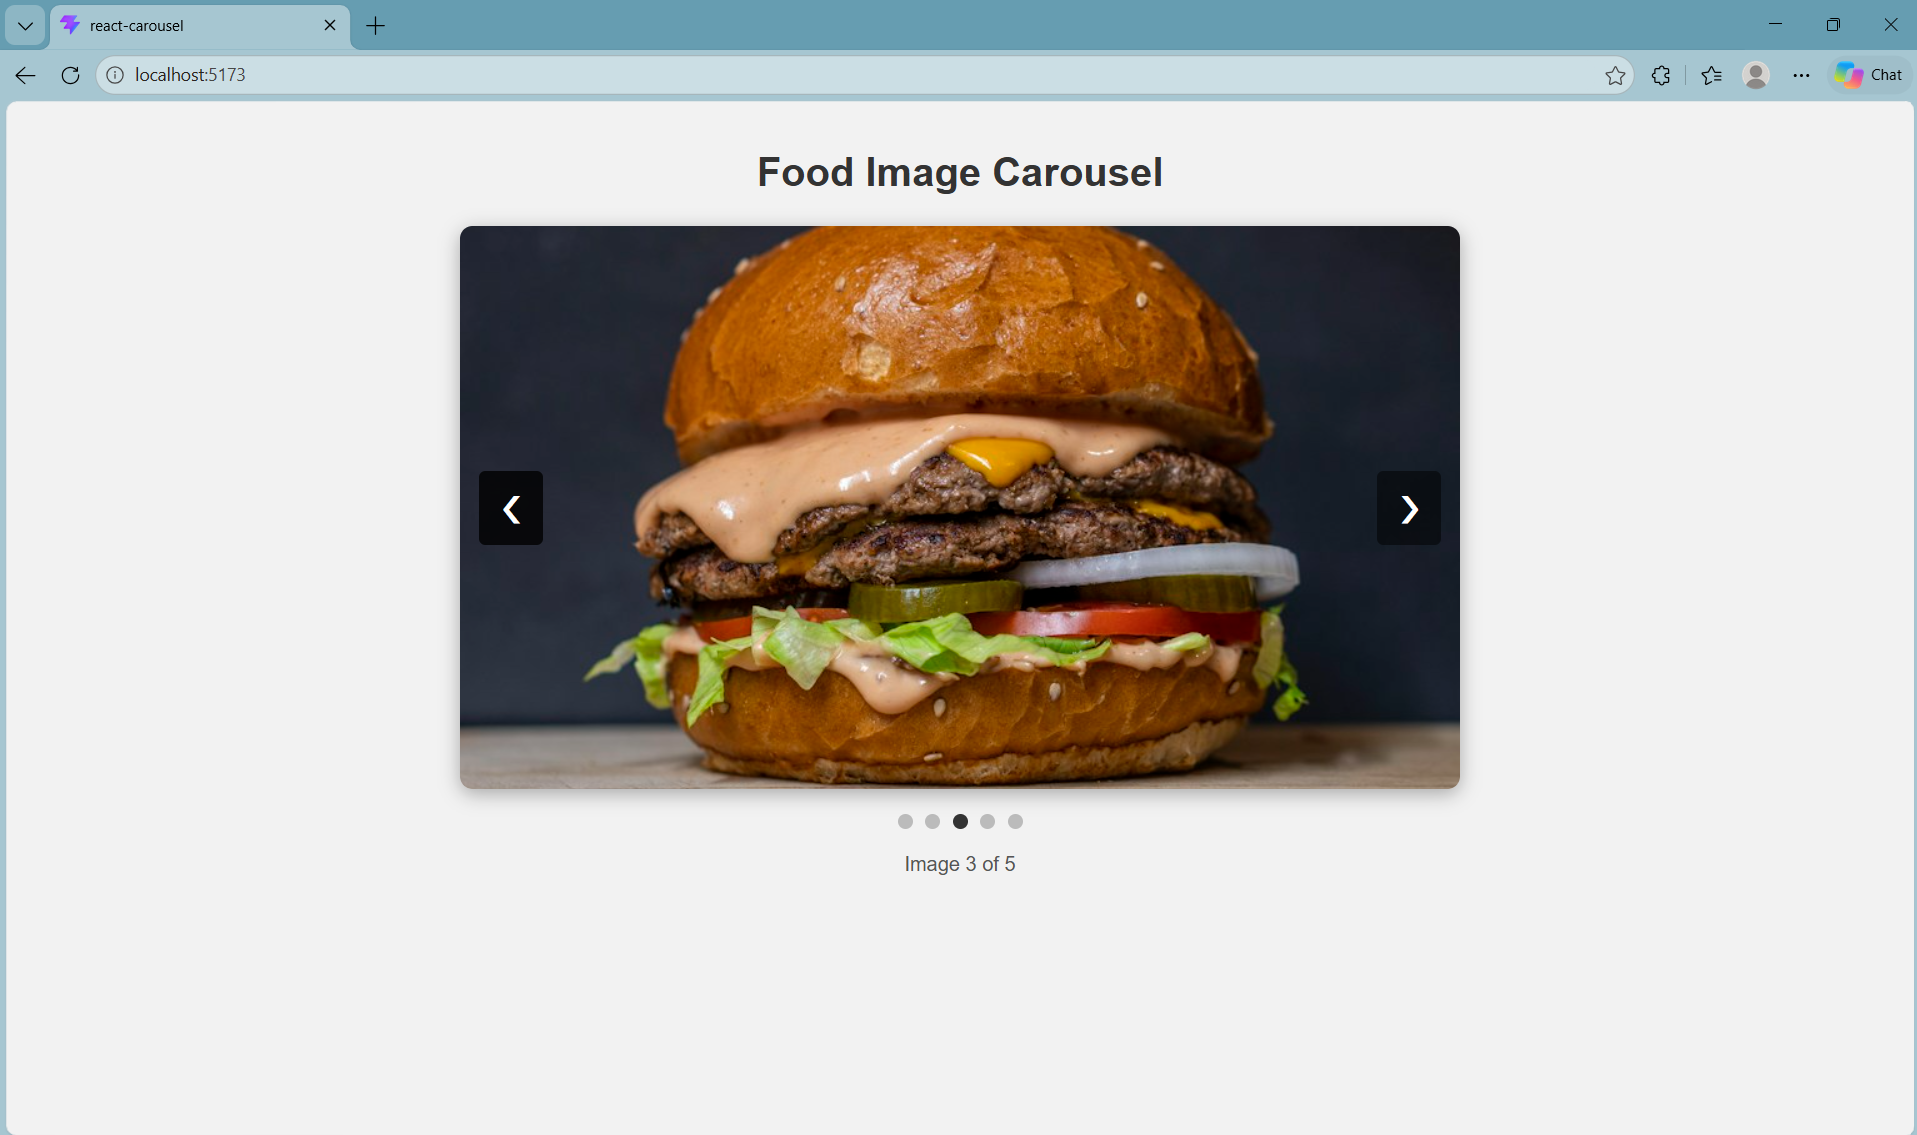 react-carousel
localhost:5173
Chat
Food Image Carousel
❮
❯
Image 3 of 5